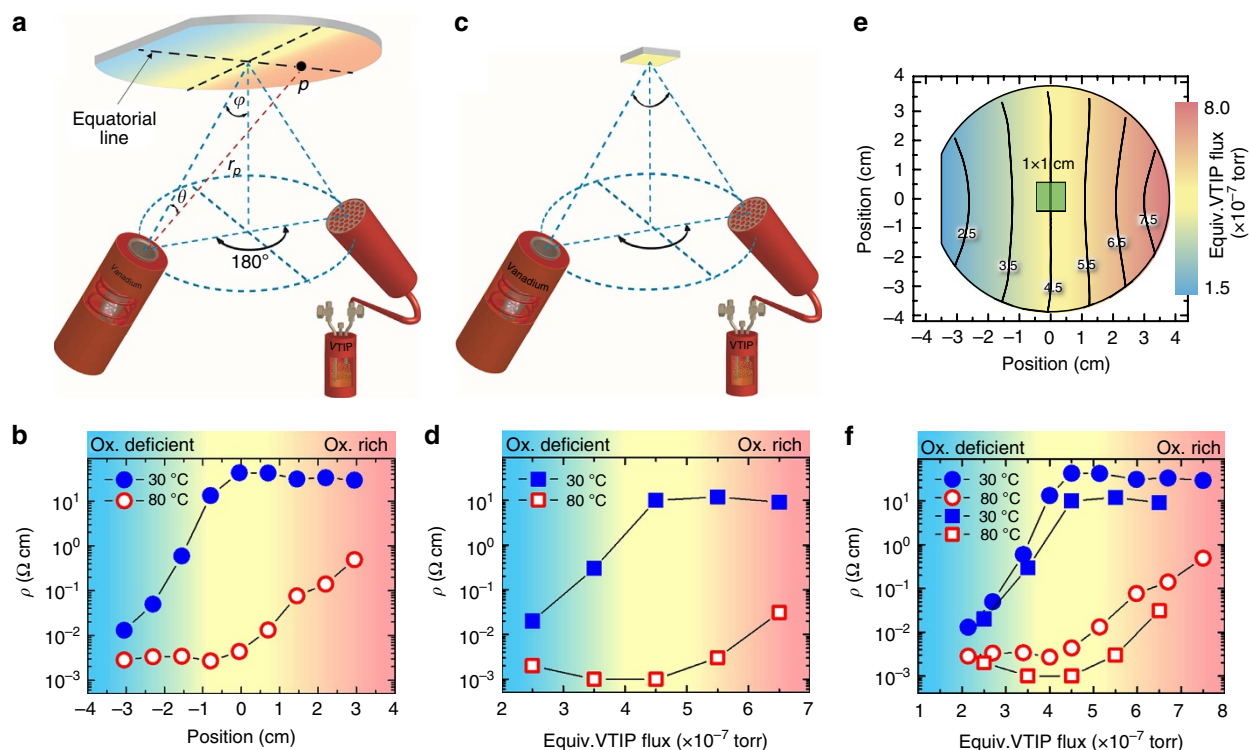 a
Equatorial
line
p
φ
r_p
θ
Vanadium
180°
VTIP
c
Vanadium
VTIP
e
Position (cm)
4
3
2
1
0
−1
−2
−3
−4
1×1 cm
2.5
3.5
4.5
5.5
6.5
7.5
−4 −3 −2 −1 0 1 2 3 4
Position (cm)
8.0
1.5
Equiv.VTIP flux
(×10⁻⁷ torr)
b
Ox. deficient Ox. rich
30 °C
80 °C
ρ (Ω cm)
10¹
10⁰
10⁻¹
10⁻²
10⁻³
−4 −3 −2 −1 0 1 2 3 4
Position (cm)
d
Ox. deficient Ox. rich
30 °C
80 °C
ρ (Ω cm)
10¹
10⁰
10⁻¹
10⁻²
10⁻³
2 3 4 5 6 7
Equiv.VTIP flux (×10⁻⁷ torr)
f
Ox. deficient Ox. rich
30 °C
80 °C
30 °C
80 °C
ρ (Ω cm)
10¹
10⁰
10⁻¹
10⁻²
10⁻³
1 2 3 4 5 6 7 8
Equiv.VTIP flux (×10⁻⁷ torr)